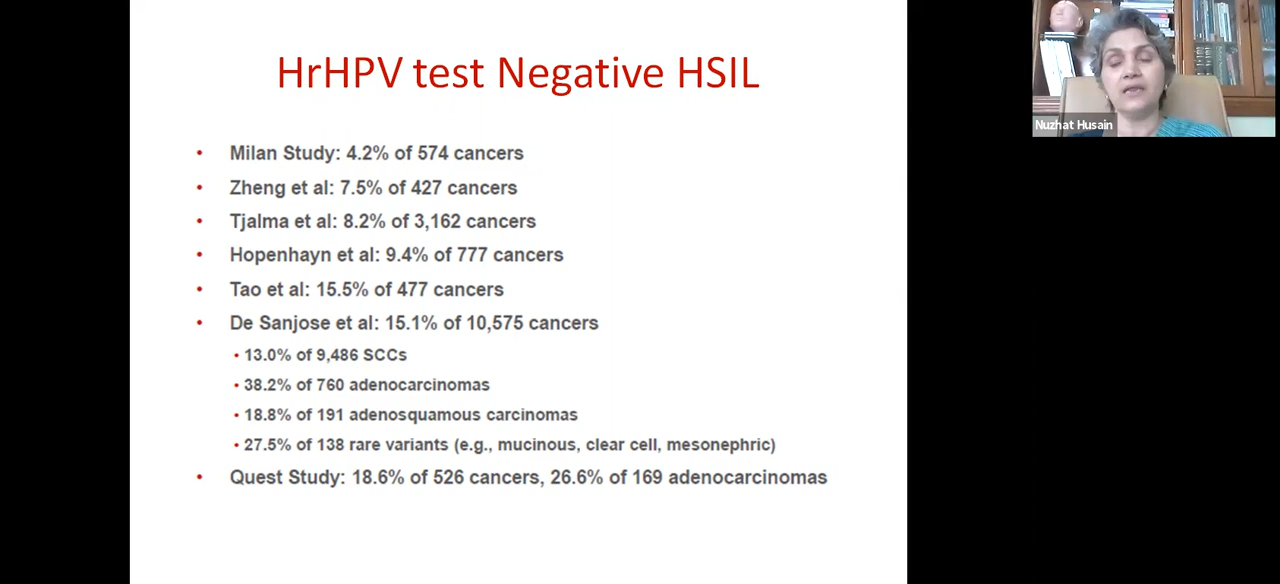 HrHPV test Negative HSIL
Nuzhat Husain
• Milan Study: 4.2% of 574 cancers
• Zheng et al: 7.5% of 427 cancers
• Tjalma et al: 8.2% of 3,162 cancers
• Hopenhayn et al: 9.4% of 777 cancers
• Tao et al: 15.5% of 477 cancers
• De Sanjose et al: 15.1% of 10,575 cancers
• 13.0% of 9,486 SCCs
• 38.2% of 760 adenocarcinomas
• 18.8% of 191 adenosquamous carcinomas
• 27.5% of 138 rare variants (e.g., mucinous, clear cell, mesonephric)
• Quest Study: 18.6% of 526 cancers, 26.6% of 169 adenocarcinomas